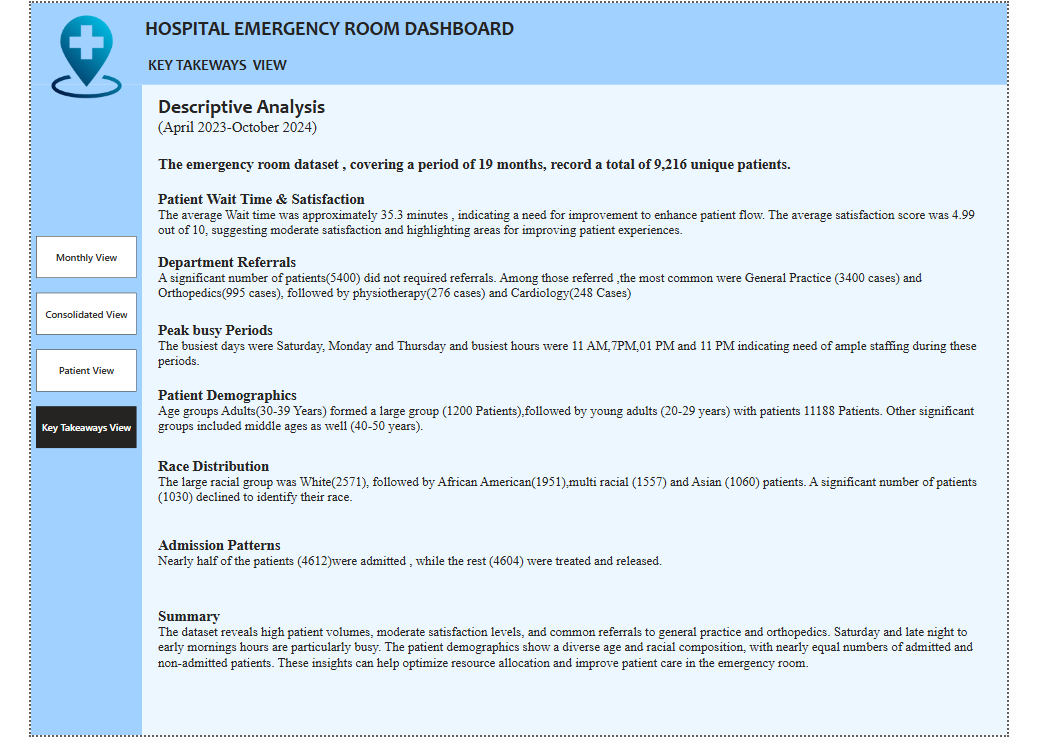 HOSPITAL EMERGENCY ROOM DASHBOARD
KEY TAKEWAYS VIEW
Descriptive Analysis
(April 2023-October 2024)
The emergency room dataset , covering a period of 19 months, record a total of 9,216 unique patients.
Patient Wait Time & Satisfaction
The average Wait time was approximately 35.3 minutes , indicating a need for improvement to enhance patient flow. The average satisfaction score was 4.99
out of 10, suggesting moderate satisfaction and highlighting areas for improving patient experiences.
Monthly View
Consolidated View
Patient View
Key Takeaways View
Department Referrals
A significant number of patients(5400) did not required referrals. Among those referred ,the most common were General Practice (3400 cases) and
Orthopedics(995 cases), followed by physiotherapy(276 cases) and Cardiology(248 Cases)
Peak busy Periods
The busiest days were Saturday, Monday and Thursday and busiest hours were 11 AM,7PM,01 PM and 11 PM indicating need of ample staffing during these
periods.
Patient Demographics
Age groups Adults(30-39 Years) formed a large group (1200 Patients),followed by young adults (20-29 years) with patients 11188 Patients. Other significant
groups included middle ages as well (40-50 years).
Race Distribution
The large racial group was White(2571), followed by African American(1951),multi racial (1557) and Asian (1060) patients. A significant number of patients
(1030) declined to identify their race.
Admission Patterns
Nearly half of the patients (4612)were admitted , while the rest (4604) were treated and released.
Summary
The dataset reveals high patient volumes, moderate satisfaction levels, and common referrals to general practice and orthopedics. Saturday and late night to
early mornings hours are particularly busy. The patient demographics show a diverse age and racial composition, with nearly equal numbers of admitted and
non-admitted patients. These insights can help optimize resource allocation and improve patient care in the emergency room.